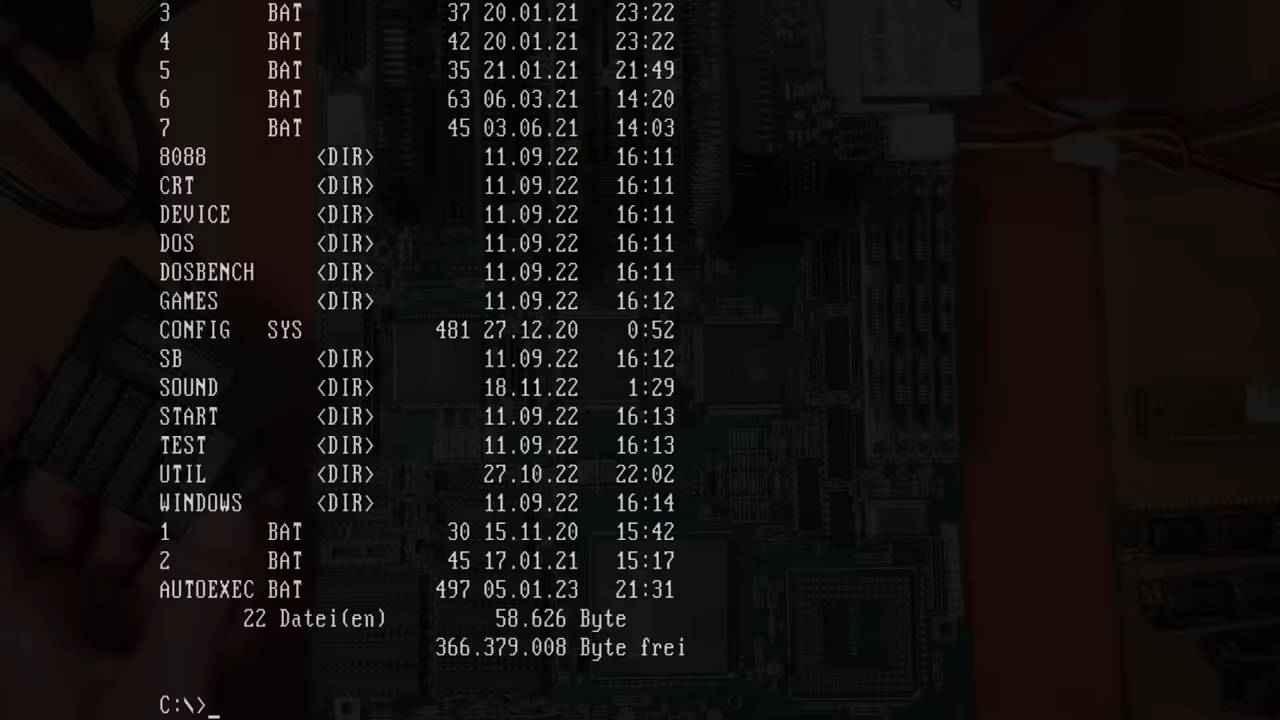 3 BAT 37 20.01.21 23:22
4 BAT 42 20.01.21 23:22
5 BAT 35 21.01.21 21:49
6 BAT 63 06.03.21 14:20
7 BAT 45 03.06.21 14:03
8088 <DIR> 11.09.22 16:11
CRT <DIR> 11.09.22 16:11
DEVICE <DIR> 11.09.22 16:11
DOS <DIR> 11.09.22 16:11
DOSBENCH <DIR> 11.09.22 16:11
GAMES <DIR> 11.09.22 16:12
CONFIG SYS 481 27.12.20 0:52
SB <DIR> 11.09.22 16:12
SOUND <DIR> 18.11.22 1:29
START <DIR> 11.09.22 16:13
TEST <DIR> 11.09.22 16:13
UTIL <DIR> 27.10.22 22:02
WINDOWS <DIR> 11.09.22 16:14
1 BAT 30 15.11.20 15:42
2 BAT 45 17.01.21 15:17
AUTOEXEC BAT 497 05.01.23 21:31
22 Datei(en) 58.626 Byte
366.379.008 Byte frei
C:\>_